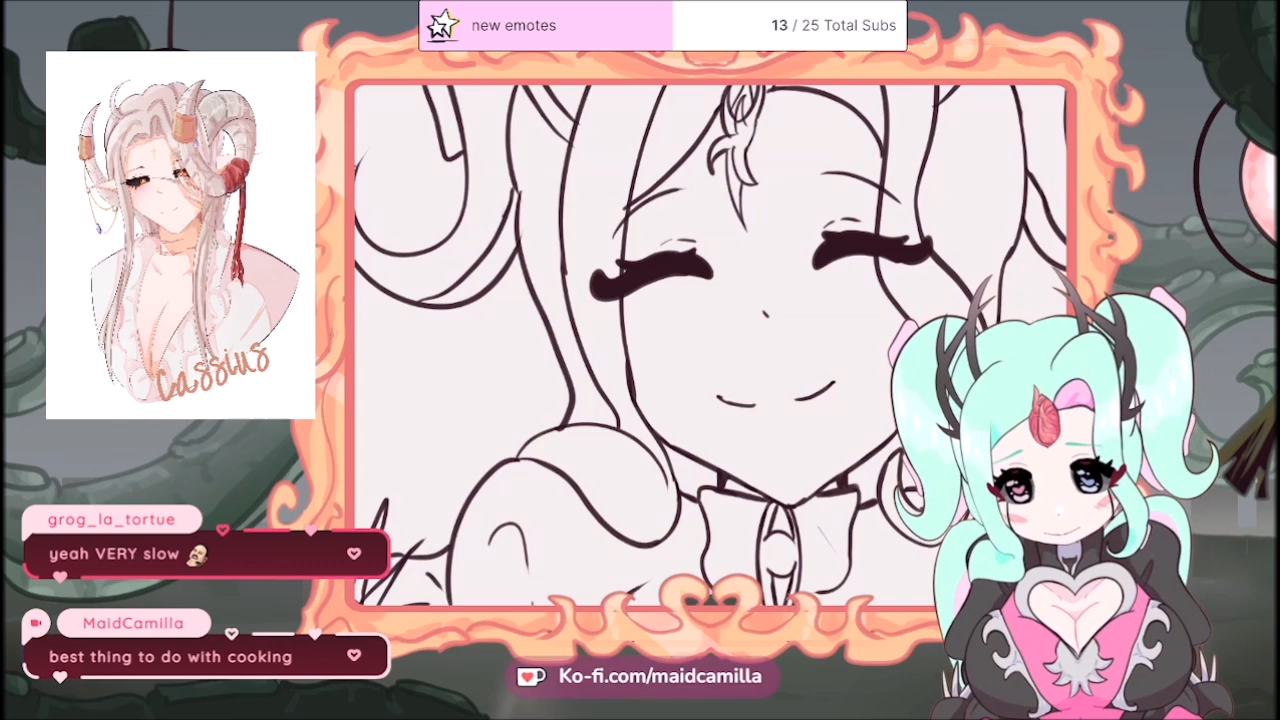 new emotes
13 / 25 Total Subs
Cassius
grog_la_tortue
yeah VERY slow
MaidCamilla
best thing to do with cooking
Ko-fi.com/maidcamilla